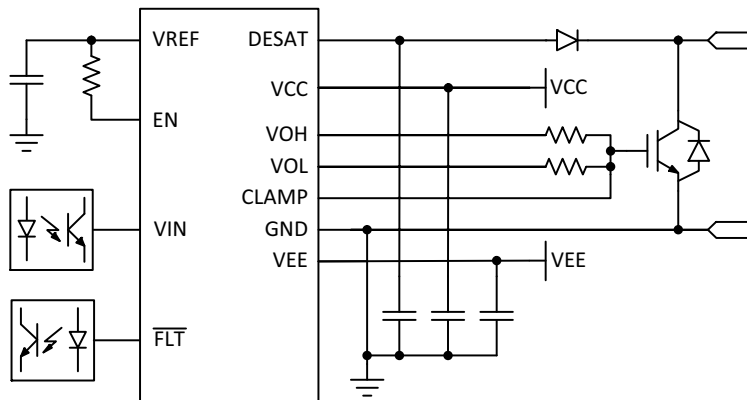 VREF
DESAT
VCC
VCC
EN
VOH
VOL
CLAMP
VIN
GND
VEE
VEE
FLT